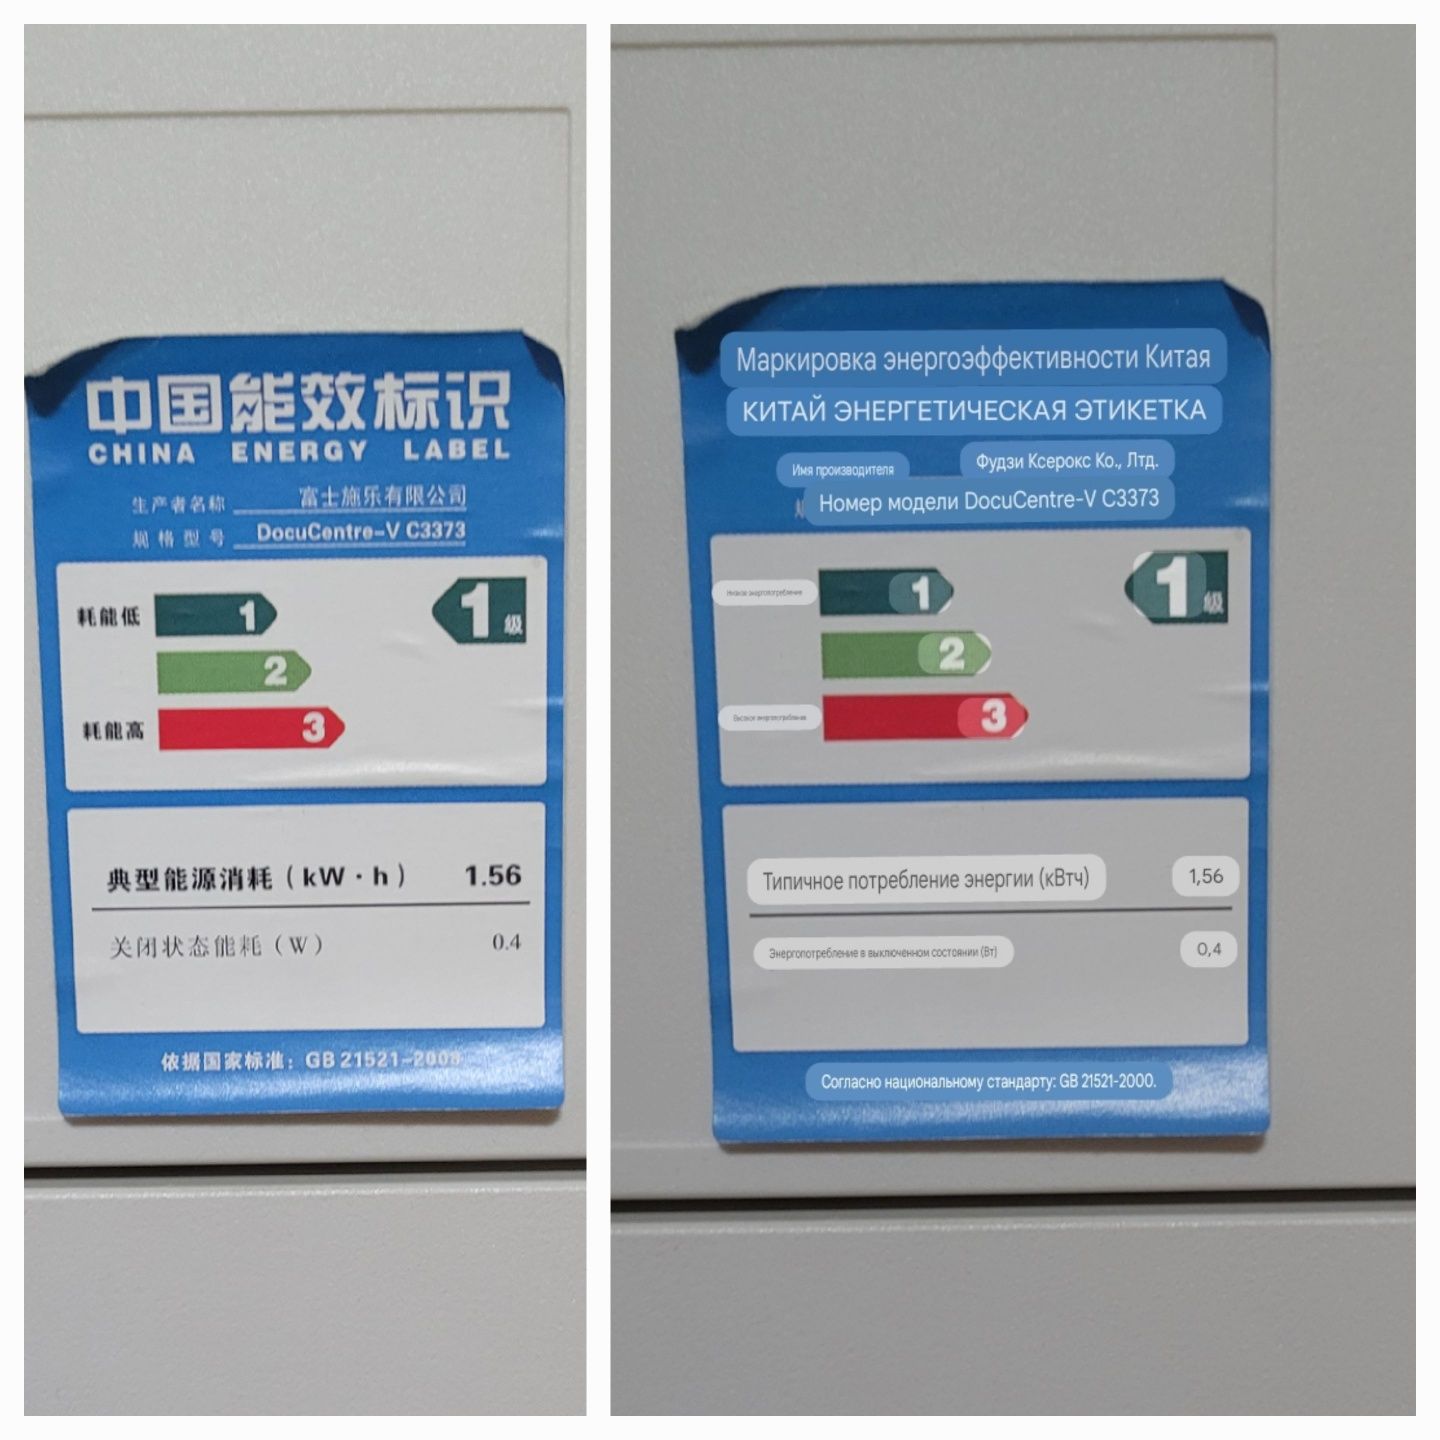 中国能效标识
CHINA ENERGY LABEL
生产者名称 富士施乐有限公司
规格型号 DocuCentre-V C3373
耗能低 1
1级
2
耗能高 3
典型能源消耗（kW·h） 1.56
关闭状态能耗（W） 0.4
依据国家标准：GB 21521-2008
Маркировка энергоэффективности Китая
КИТАЙ ЭНЕРГЕТИЧЕСКАЯ ЭТИКЕТКА
Имя производителя Фудзи Ксерокс Ко., Лтд.
Номер модели DocuCentre-V C3373
Низкое энергопотребление 1
1级
2
Высокое энергопотребление 3
Типичное потребление энергии (кВтч) 1,56
Энергопотребление в выключенном состоянии (Вт) 0,4
Согласно национальному стандарту: GB 21521-2000.